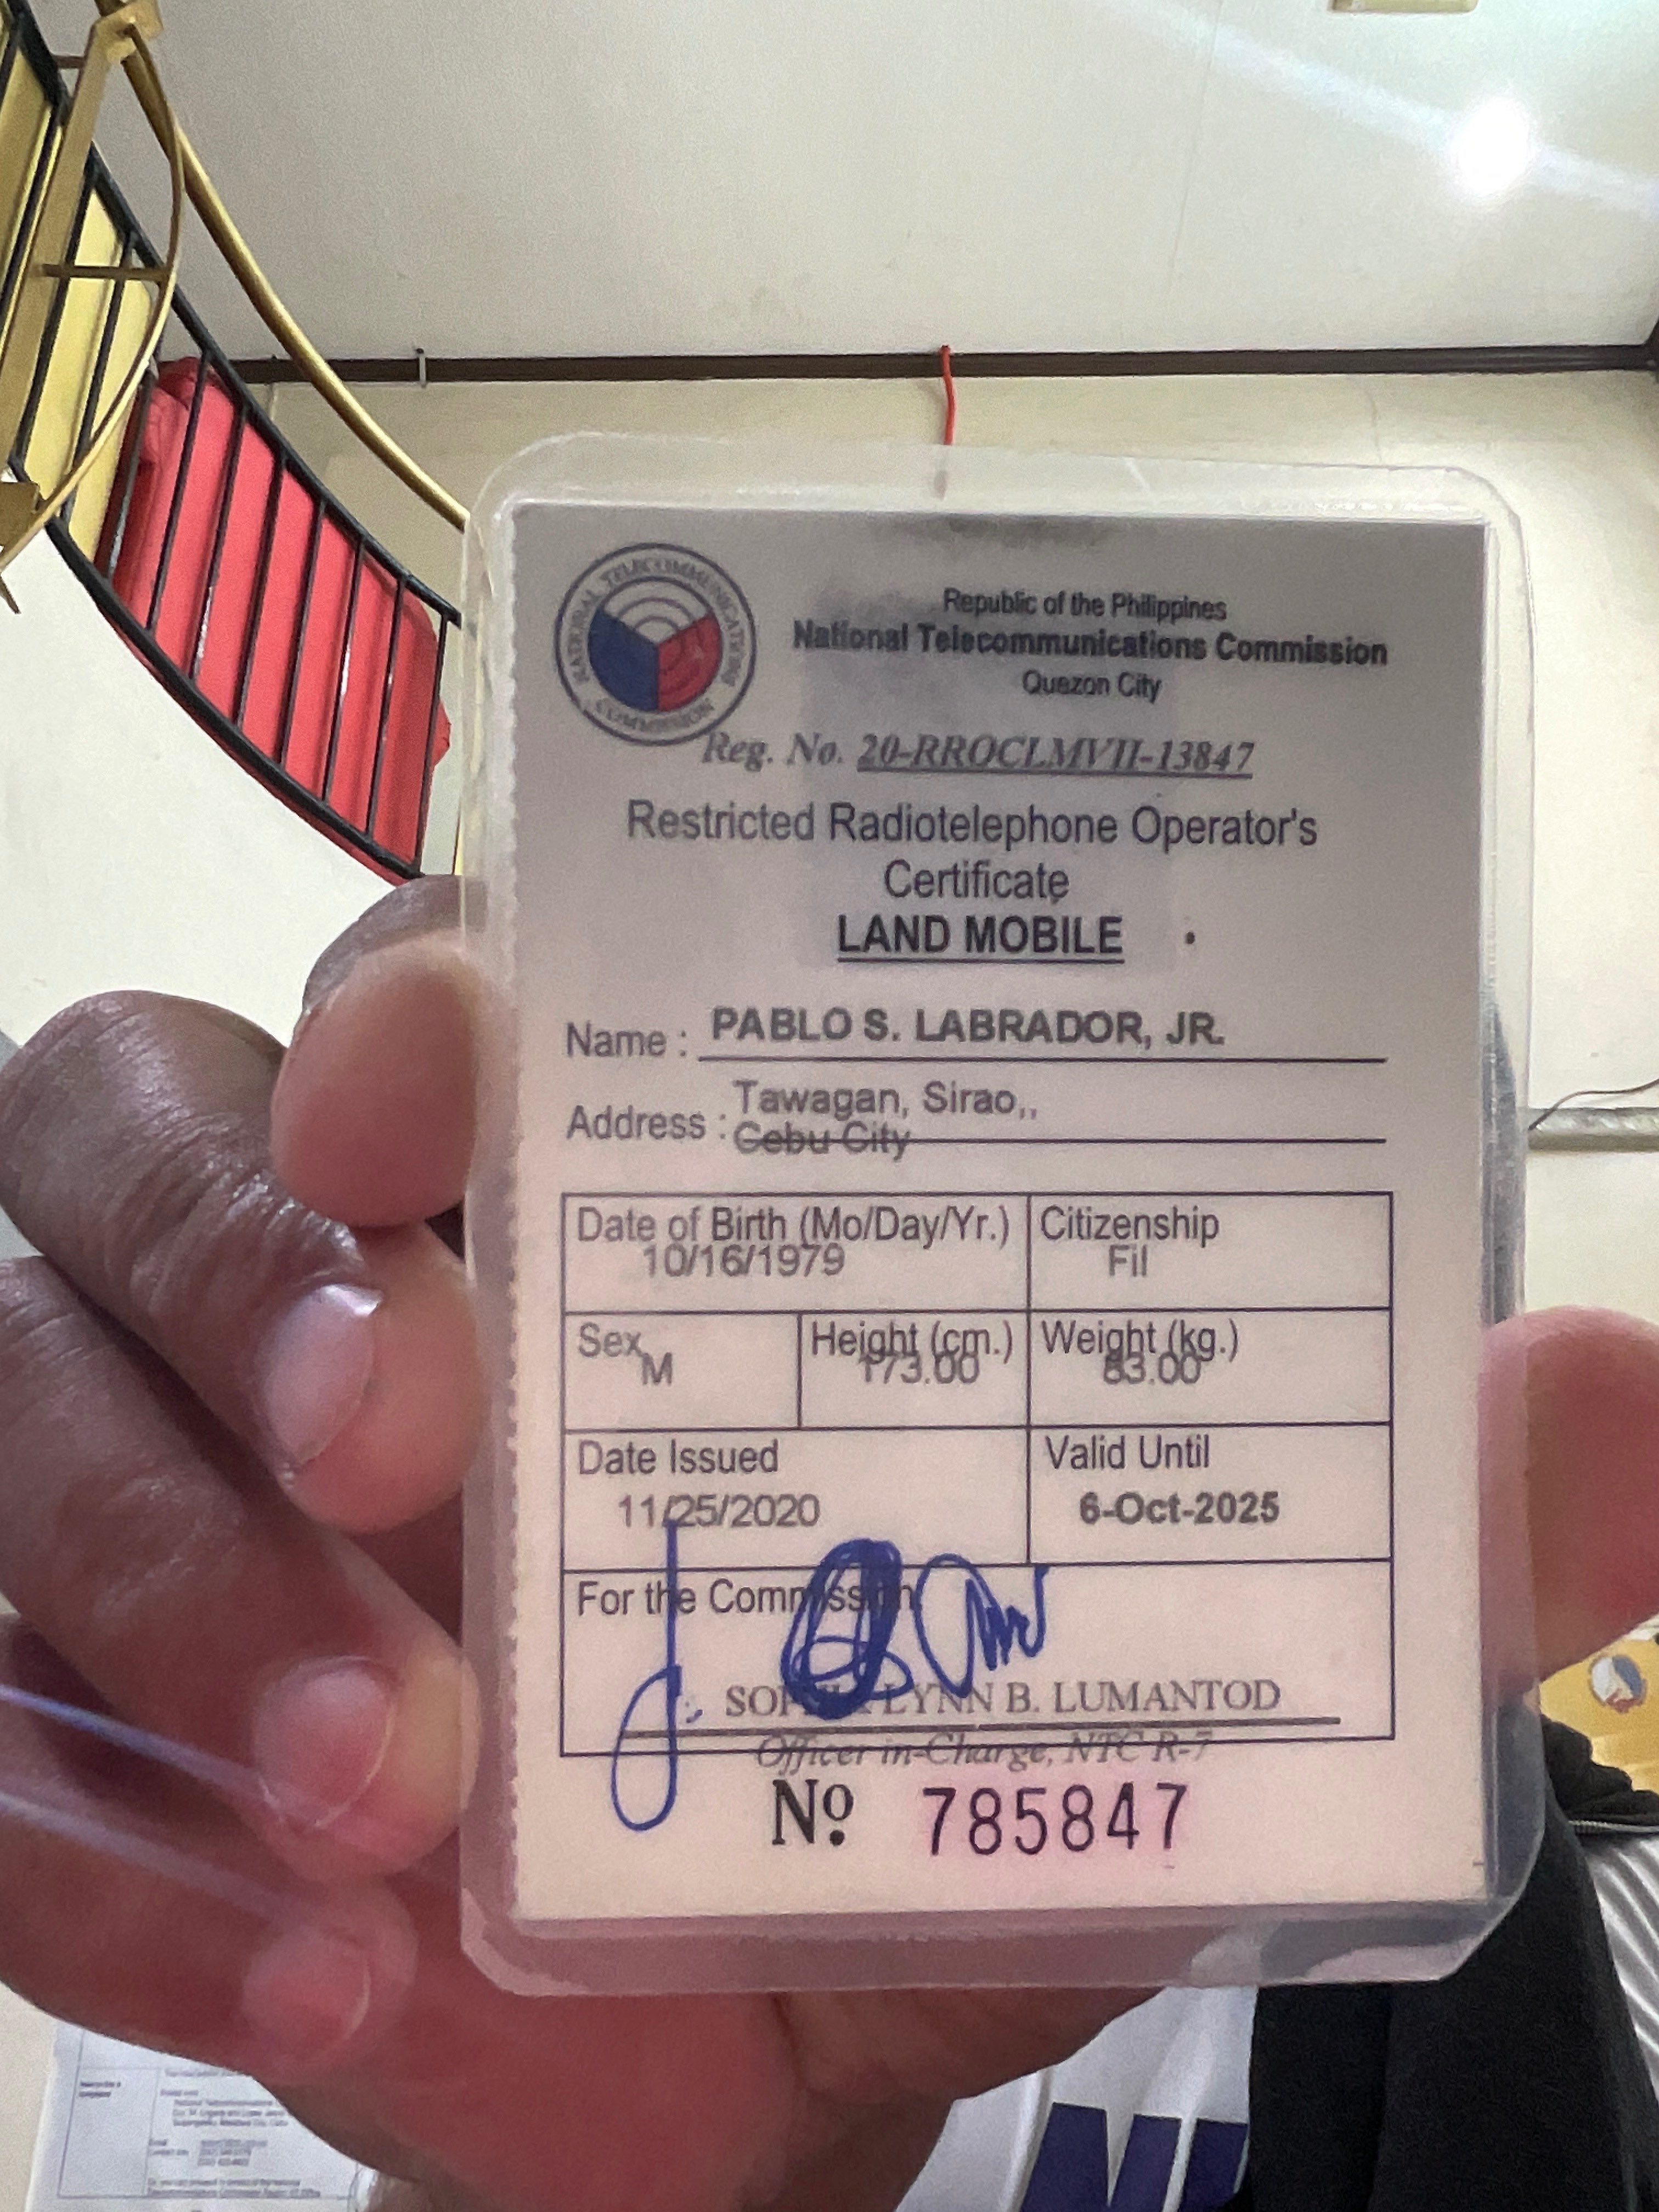 NATIONAL TELECOMMUNICATIONS COMMISSION
Republic of the Philippines
National Telecommunications Commission
Quezon City
Reg. No. 20-RROCLMVII-13847
Restricted Radiotelephone Operator's
Certificate
LAND MOBILE
Name : PABLO S. LABRADOR, JR.
Address : Tawagan, Sirao,,
Cebu City
Date of Birth (Mo/Day/Yr.) Citizenship
10/16/1979 Fil
Sex Height (cm.) Weight (kg.)
M 173.00 83.00
Date Issued Valid Until
11/25/2020 6-Oct-2025
For the Commission
LYNN B. LUMANTOD
Officer in-Charge, NTC R-7
Nº 785847